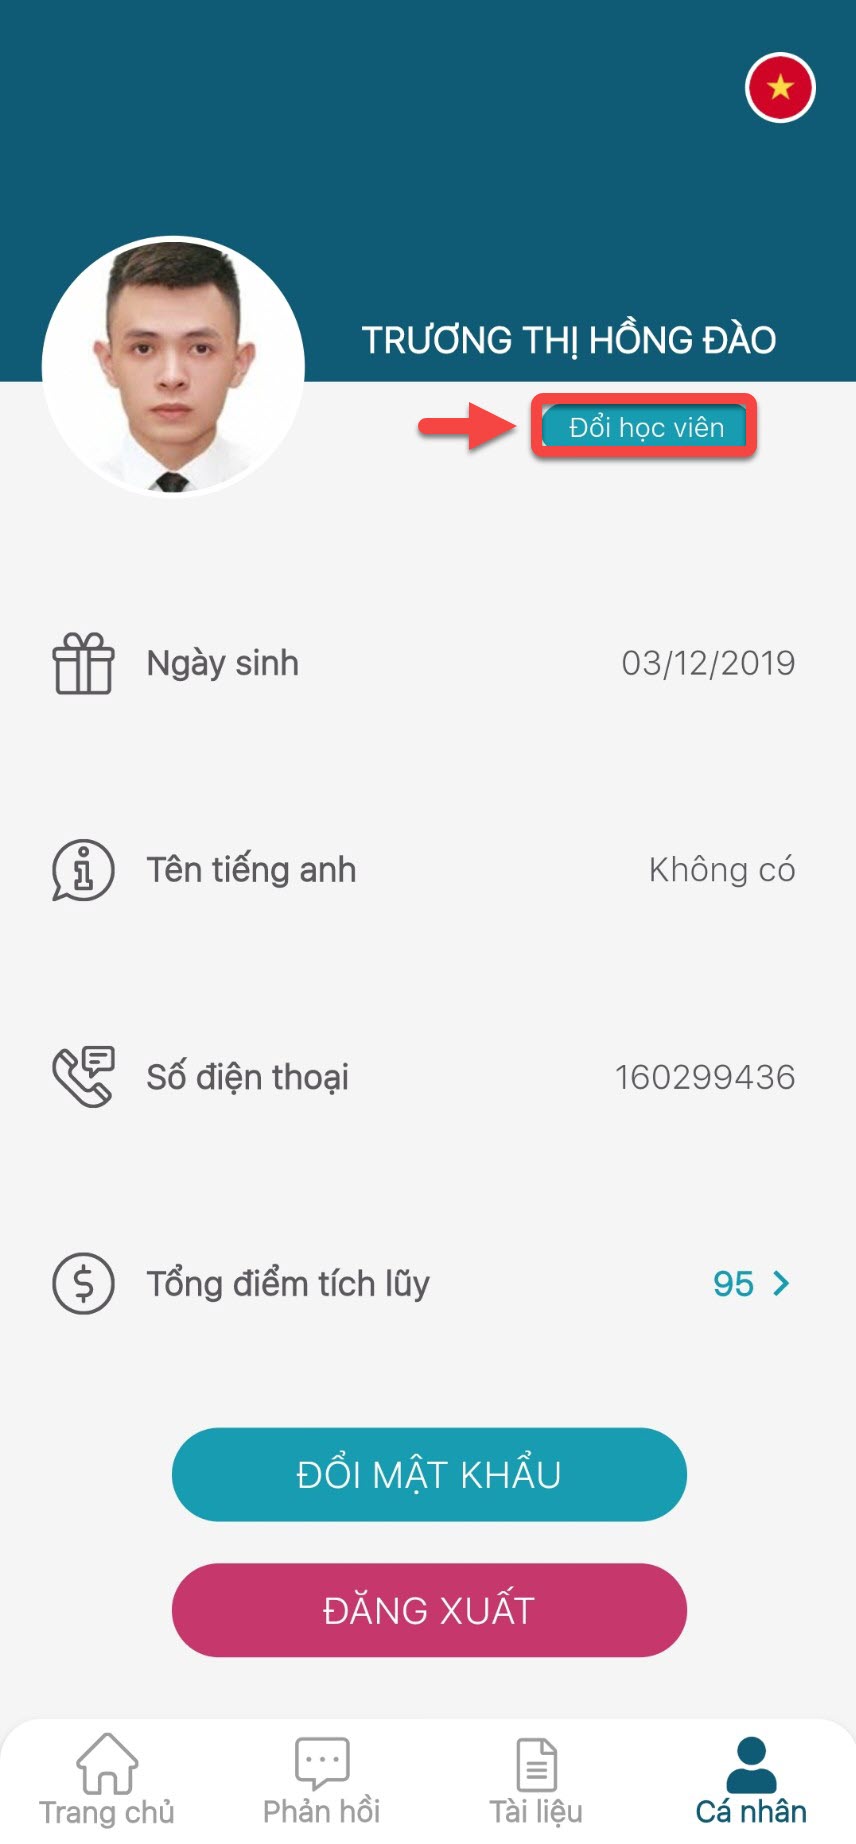 TRƯƠNG THỊ HỒNG ĐÀO
Đổi học viên
Ngày sinh 03/12/2019
Tên tiếng anh Không có
Số điện thoại 160299436
Tổng điểm tích lũy 95
ĐỔI MẬT KHẨU
ĐĂNG XUẤT
Trang chủ Phản hồi Tài liệu Cá nhân